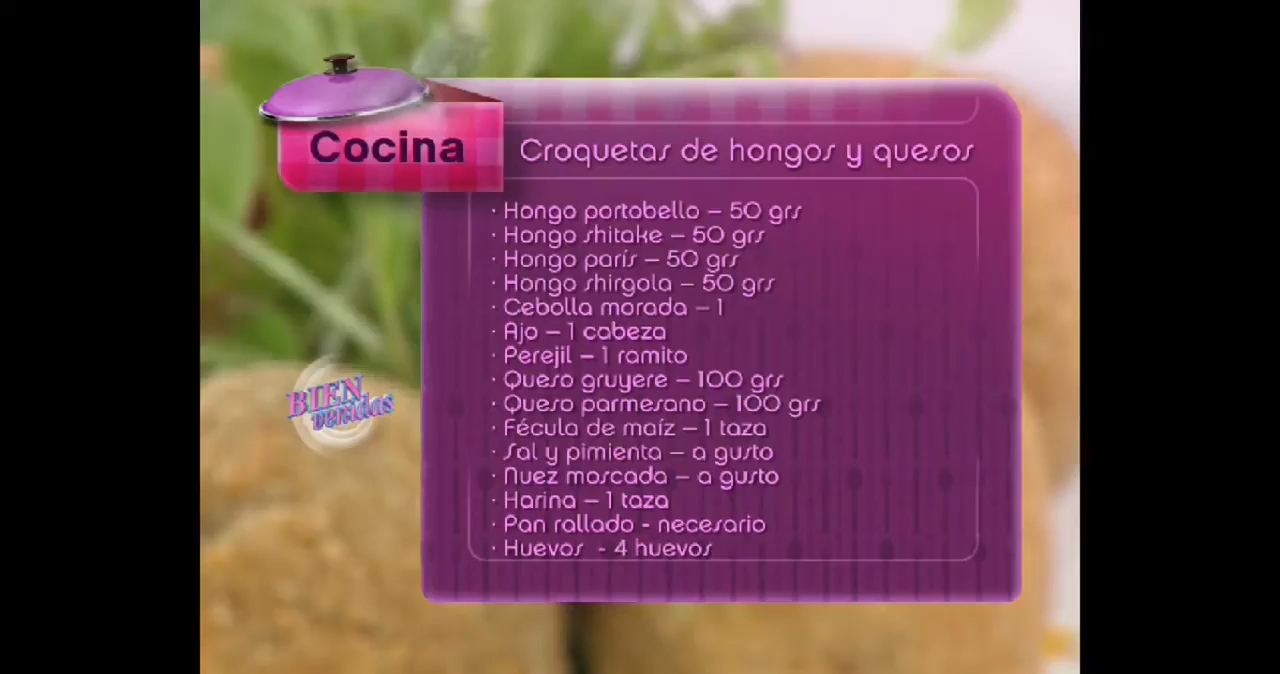 Cocina
Croquetas de hongos y quesos
· Hongo portobello – 50 grs
· Hongo shitake – 50 grs
· Hongo parís – 50 grs
· Hongo shirgola – 50 grs
· Cebolla morada – 1
· Ajo – 1 cabeza
· Perejil – 1 ramito
· Queso gruyere – 100 grs
· Queso parmesano – 100 grs
· Fécula de maíz – 1 taza
· Sal y pimienta – a gusto
· Nuez moscada – a gusto
· Harina – 1 taza
· Pan rallado - necesario
· Huevos - 4 huevos
BIEN
venidas